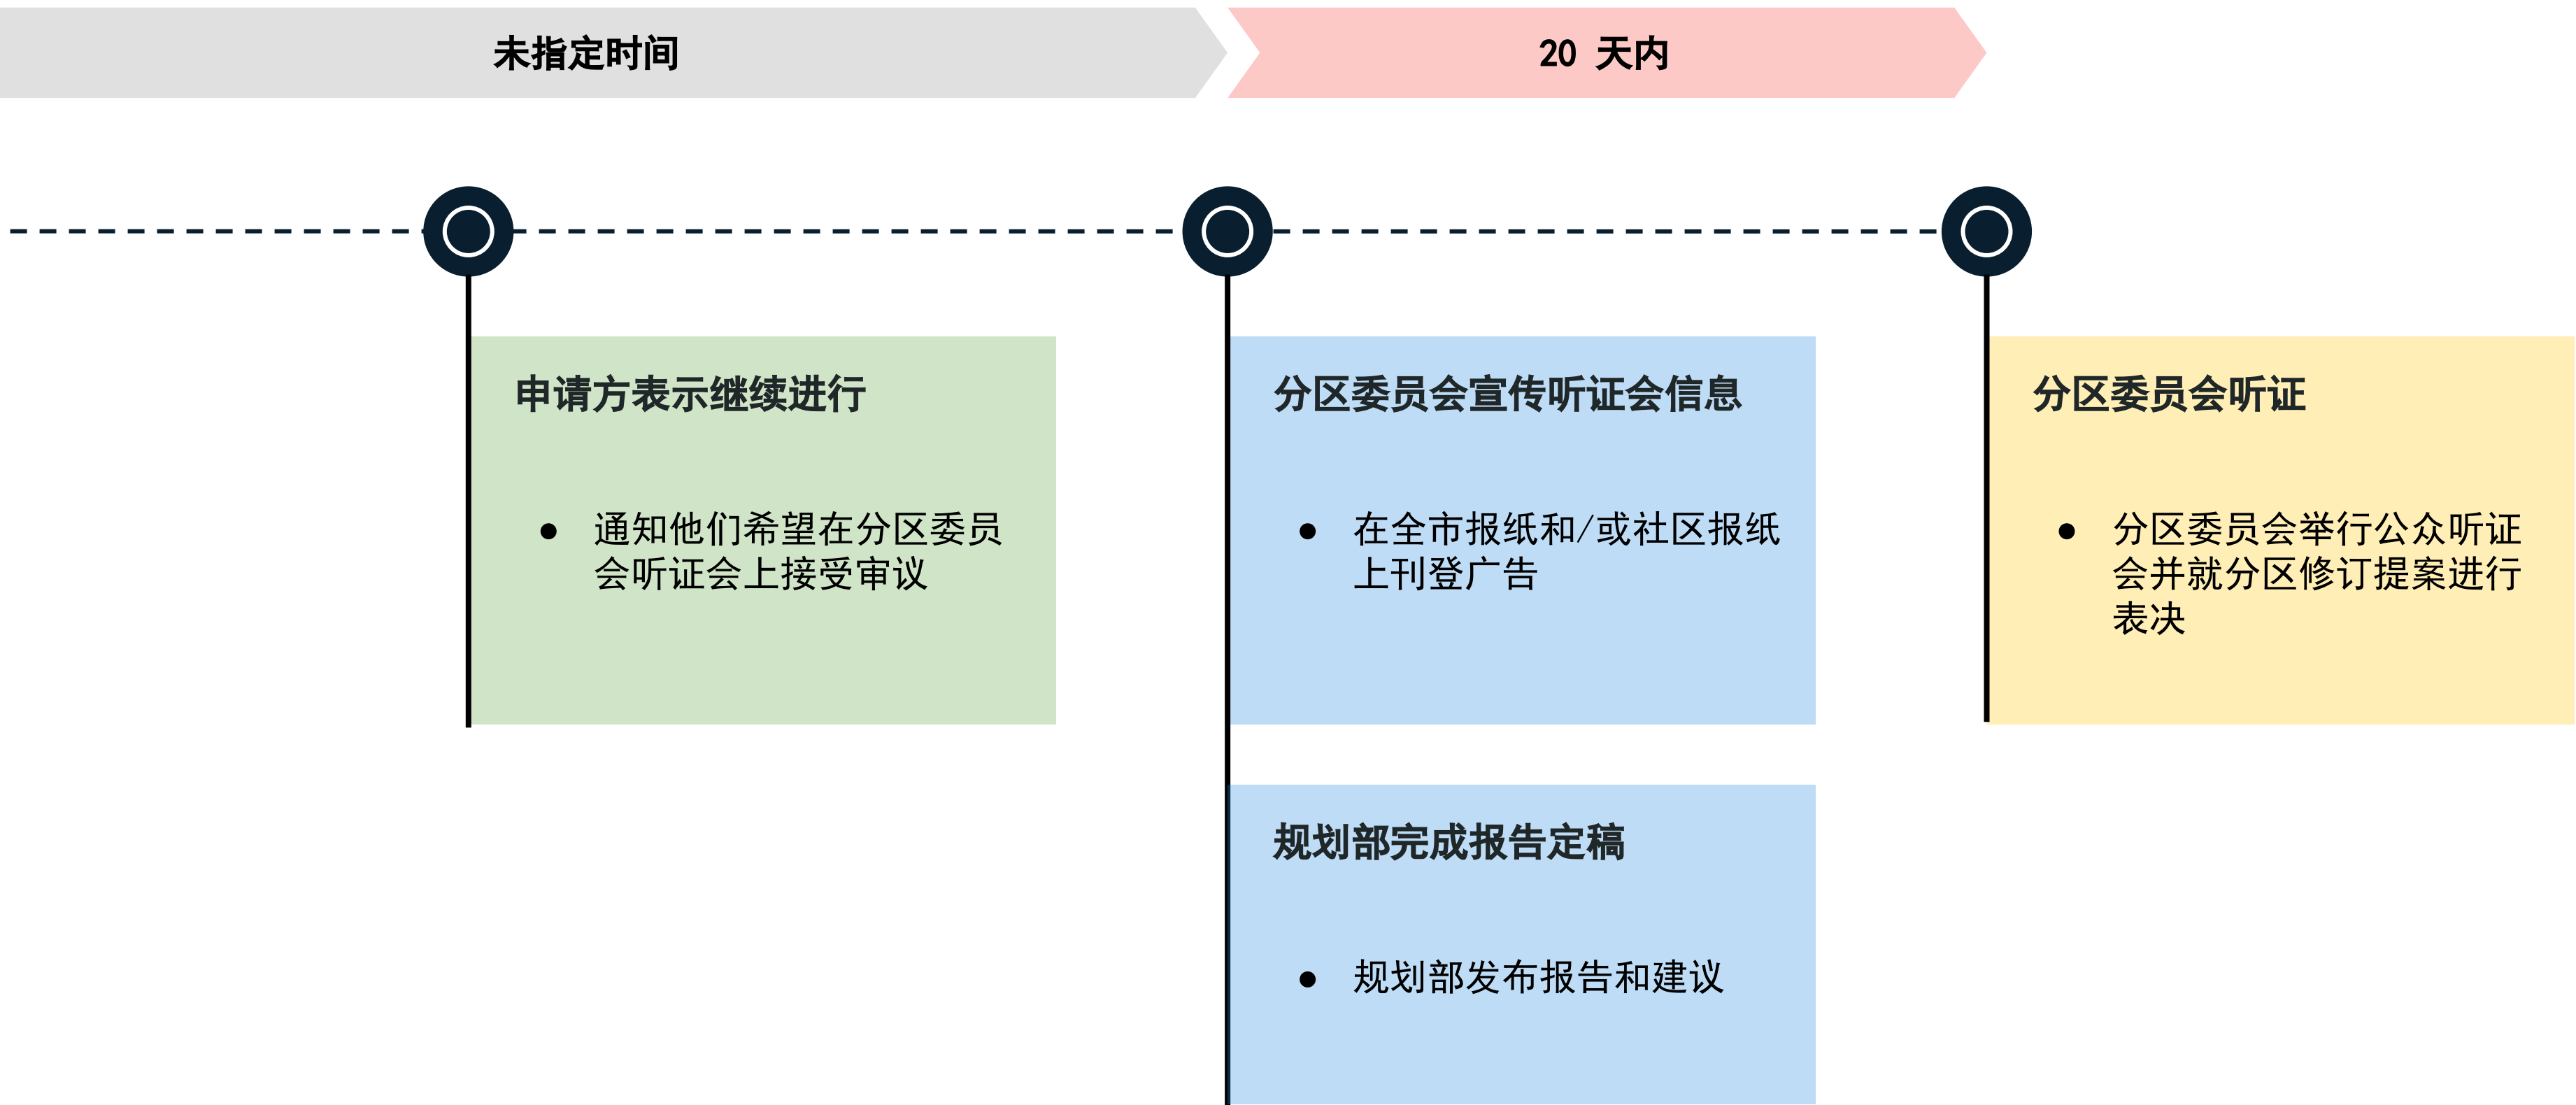 未指定时间
20 天内
申请方表示继续进行
● 通知他们希望在分区委员
会听证会上接受审议
分区委员会宣传听证会信息
● 在全市报纸和/或社区报纸
上刊登广告
分区委员会听证
● 分区委员会举行公众听证
会并就分区修订提案进行
表决
规划部完成报告定稿
● 规划部发布报告和建议